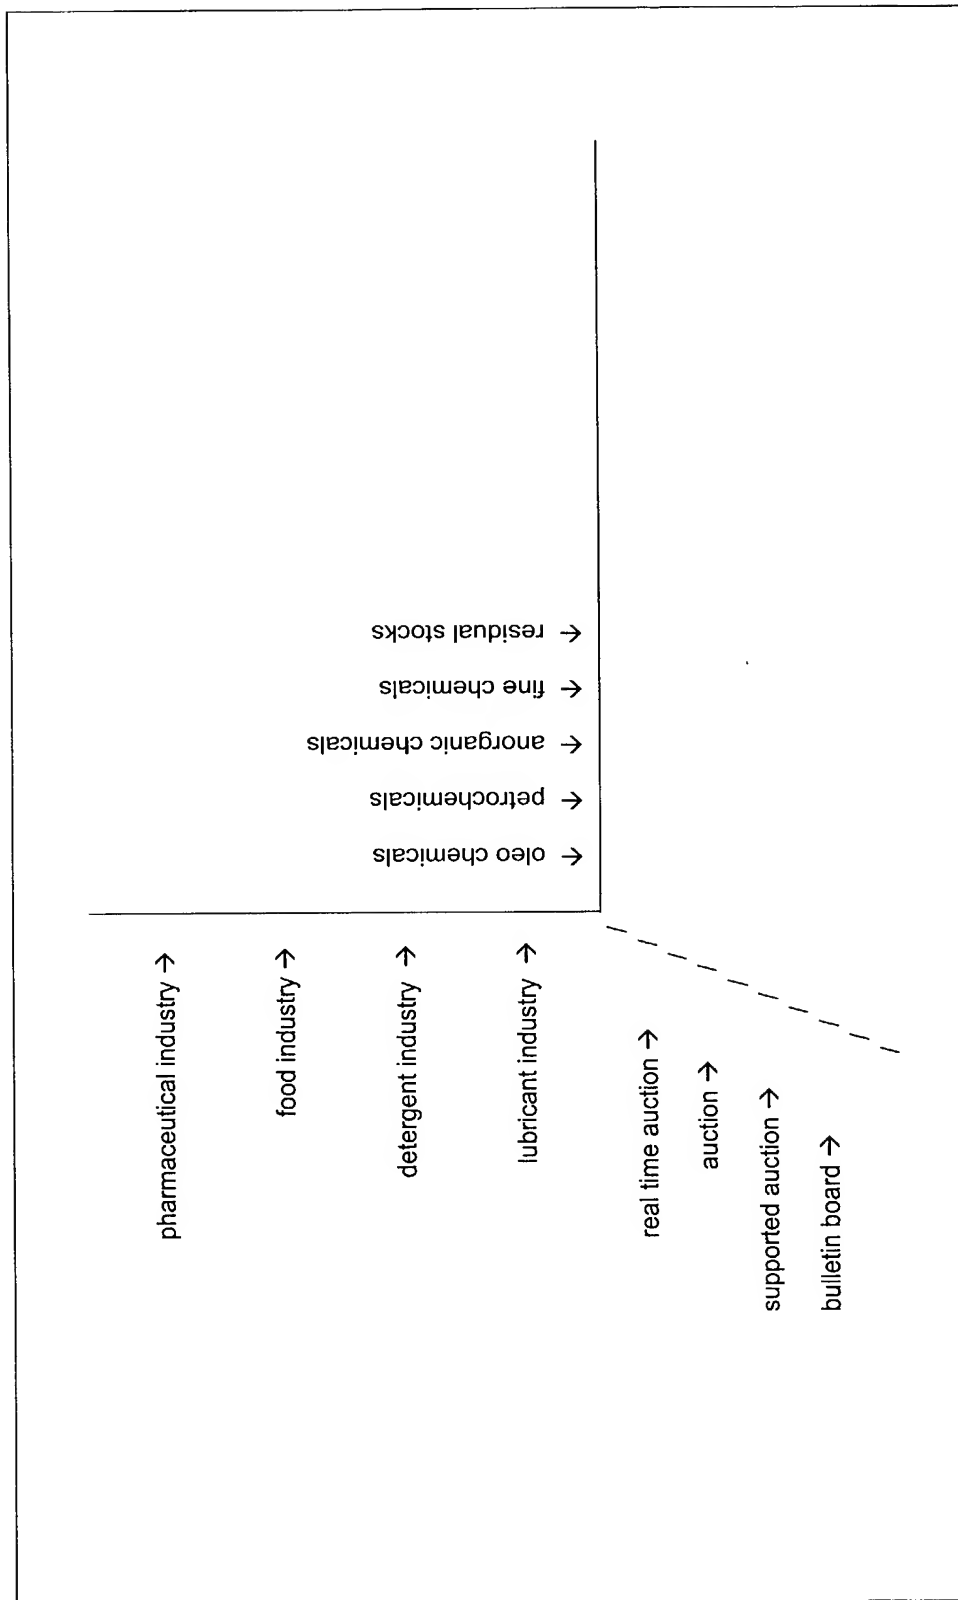 pharmaceutical industry →
food industry →
detergent industry →
lubricant industry →
oleo chemicals →
petrochemicals →
anorganic chemicals →
fine chemicals →
residual stocks →
real time auction →
auction →
supported auction →
bulletin board →